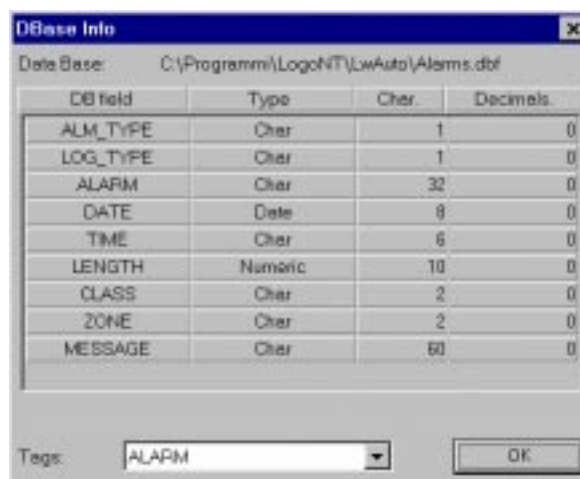 DBase Info
Data Base: C:\Programmi\LogoNT\LwAuto\Alarms.dbf
DB field Type Char. Decimals.
ALM_TYPE Char 1 0
LOG_TYPE Char 1 0
ALARM Char 32 0
DATE Date 8 0
TIME Char 6 0
LENGTH Numeric 10 0
CLASS Char 2 0
ZONE Char 2 0
MESSAGE Char 60 0
Tags: ALARM OK